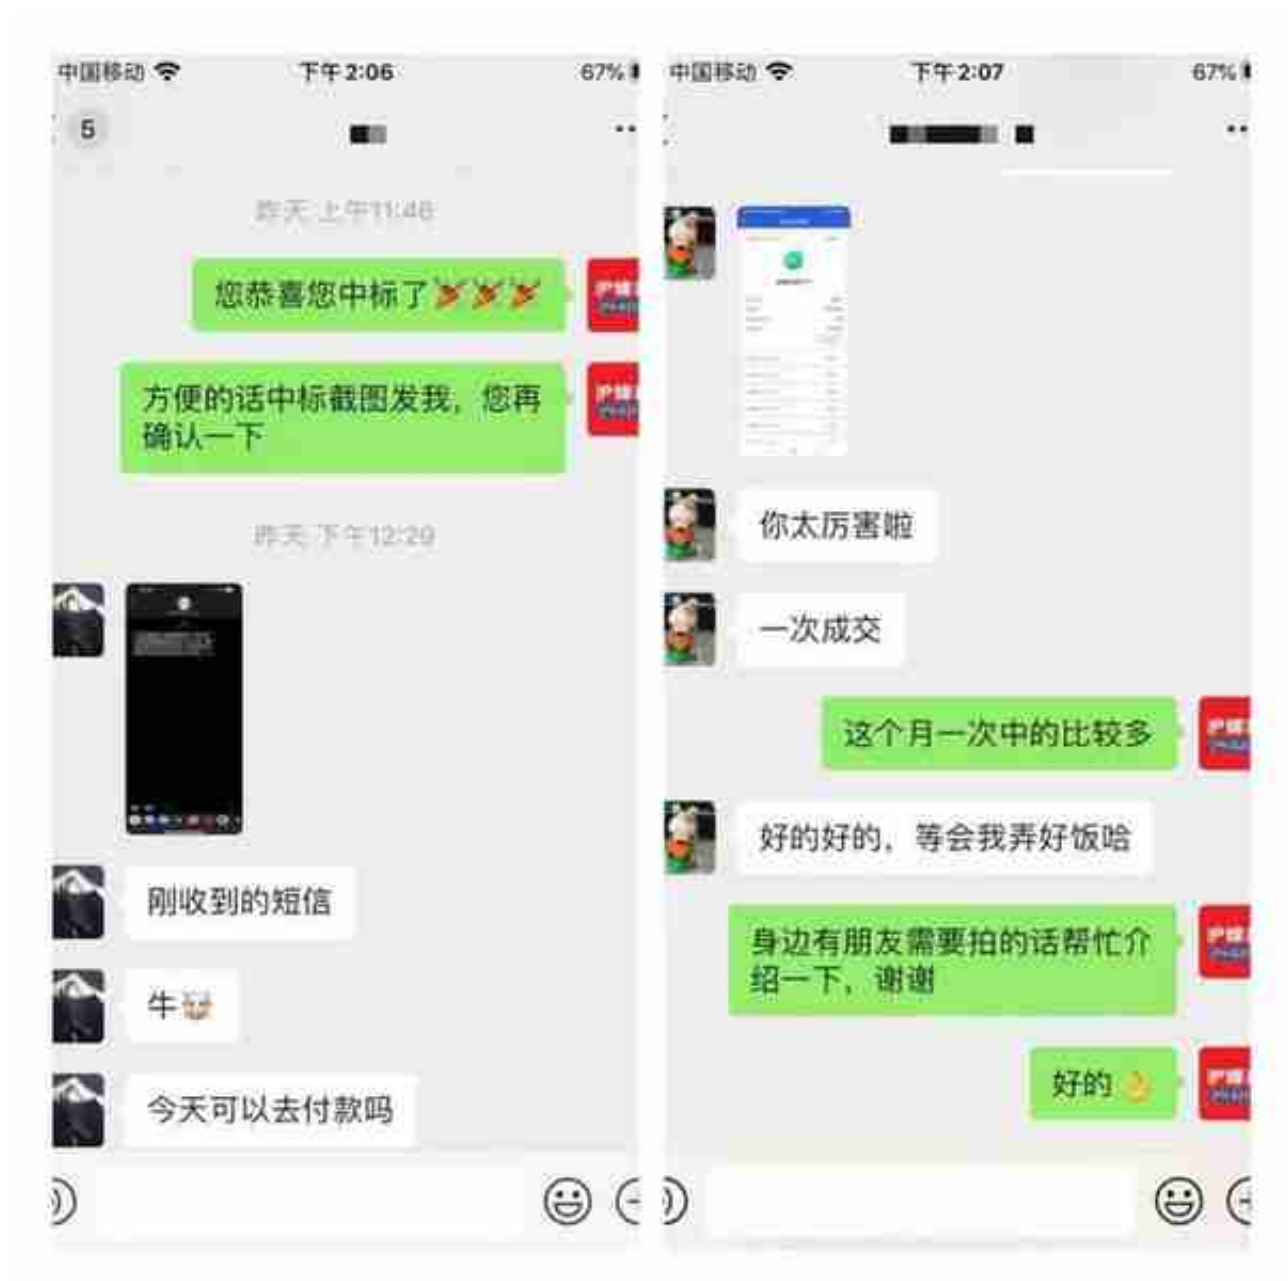 中国移动 下午2:06 67%
5
昨天 上午11:46
您恭喜您中标了
方便的话中标截图发我，您再
确认一下
昨天 下午12:29
刚收到的短信
牛
今天可以去付款吗
中国移动 下午2:07 67%
你太厉害啦
一次成交
这个月一次中的比较多
好的好的，等会我弄好饭哈
身边有朋友需要拍的话帮忙介
绍一下，谢谢
好的